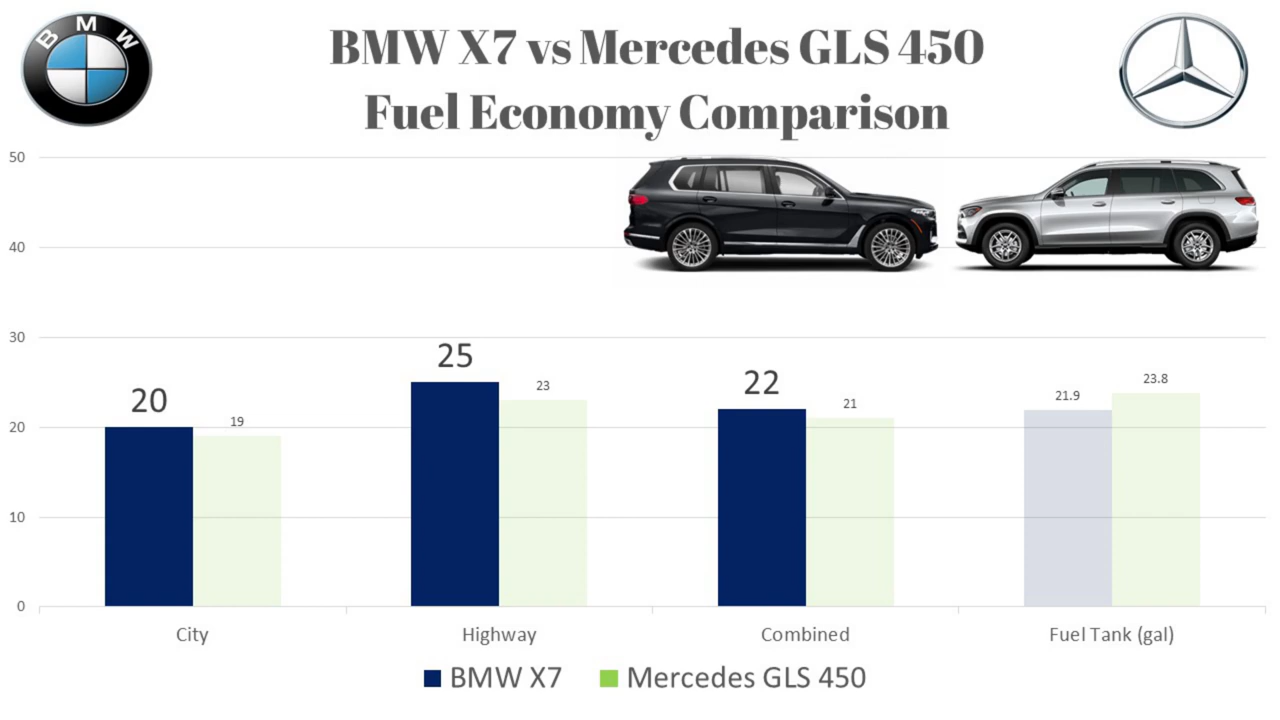 BMW
BMW X7 vs Mercedes GLS 450
Fuel Economy Comparison
50
40
30
20
10
0
20
19
25
23
22
21
21.9
23.8
City
Highway
Combined
Fuel Tank (gal)
BMW X7
Mercedes GLS 450